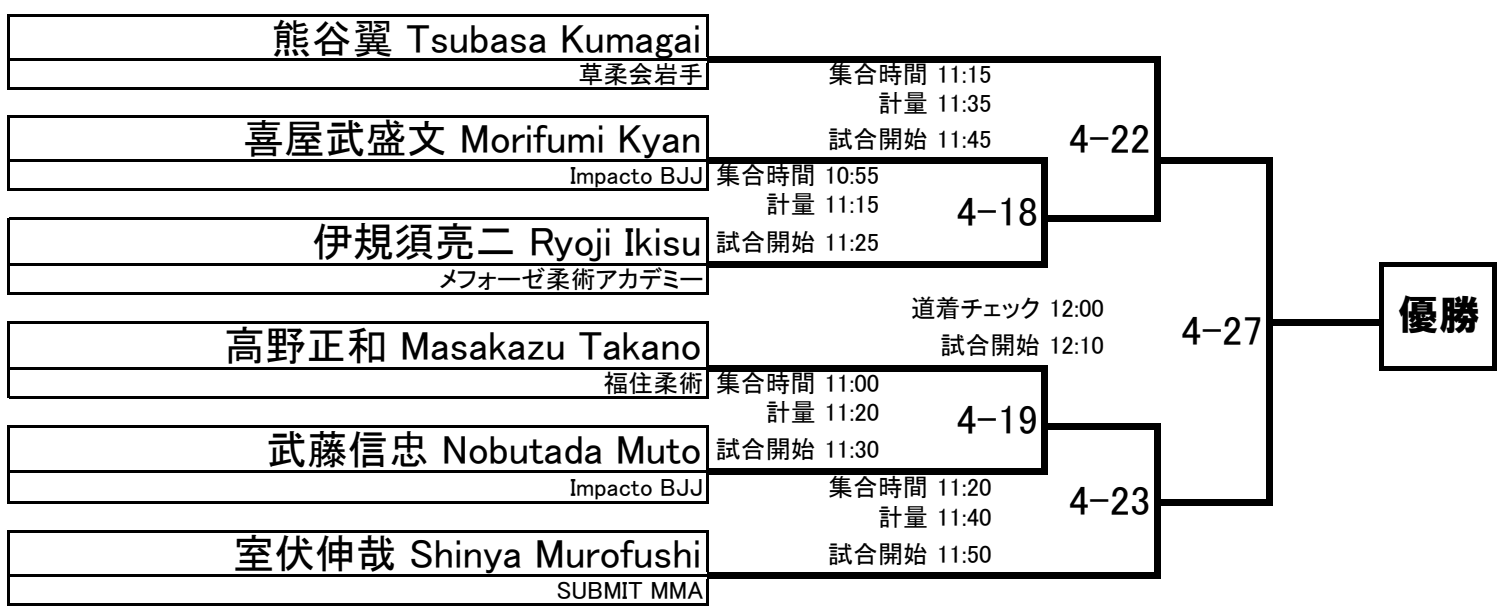 熊谷翼 Tsubasa Kumagai
草柔会岩手
集合時間 11:15
計量 11:35
試合開始 11:45
4-22
喜屋武盛文 Morifumi Kyan
Impacto BJJ
集合時間 10:55
計量 11:15
試合開始 11:25
4-18
伊規須亮二 Ryoji Ikisu
メフォーゼ柔術アカデミー
道着チェック 12:00
試合開始 12:10
4-27
優勝
高野正和 Masakazu Takano
福住柔術
集合時間 11:00
計量 11:20
試合開始 11:30
4-19
武藤信忠 Nobutada Muto
Impacto BJJ
集合時間 11:20
計量 11:40
試合開始 11:50
4-23
室伏伸哉 Shinya Murofushi
SUBMIT MMA